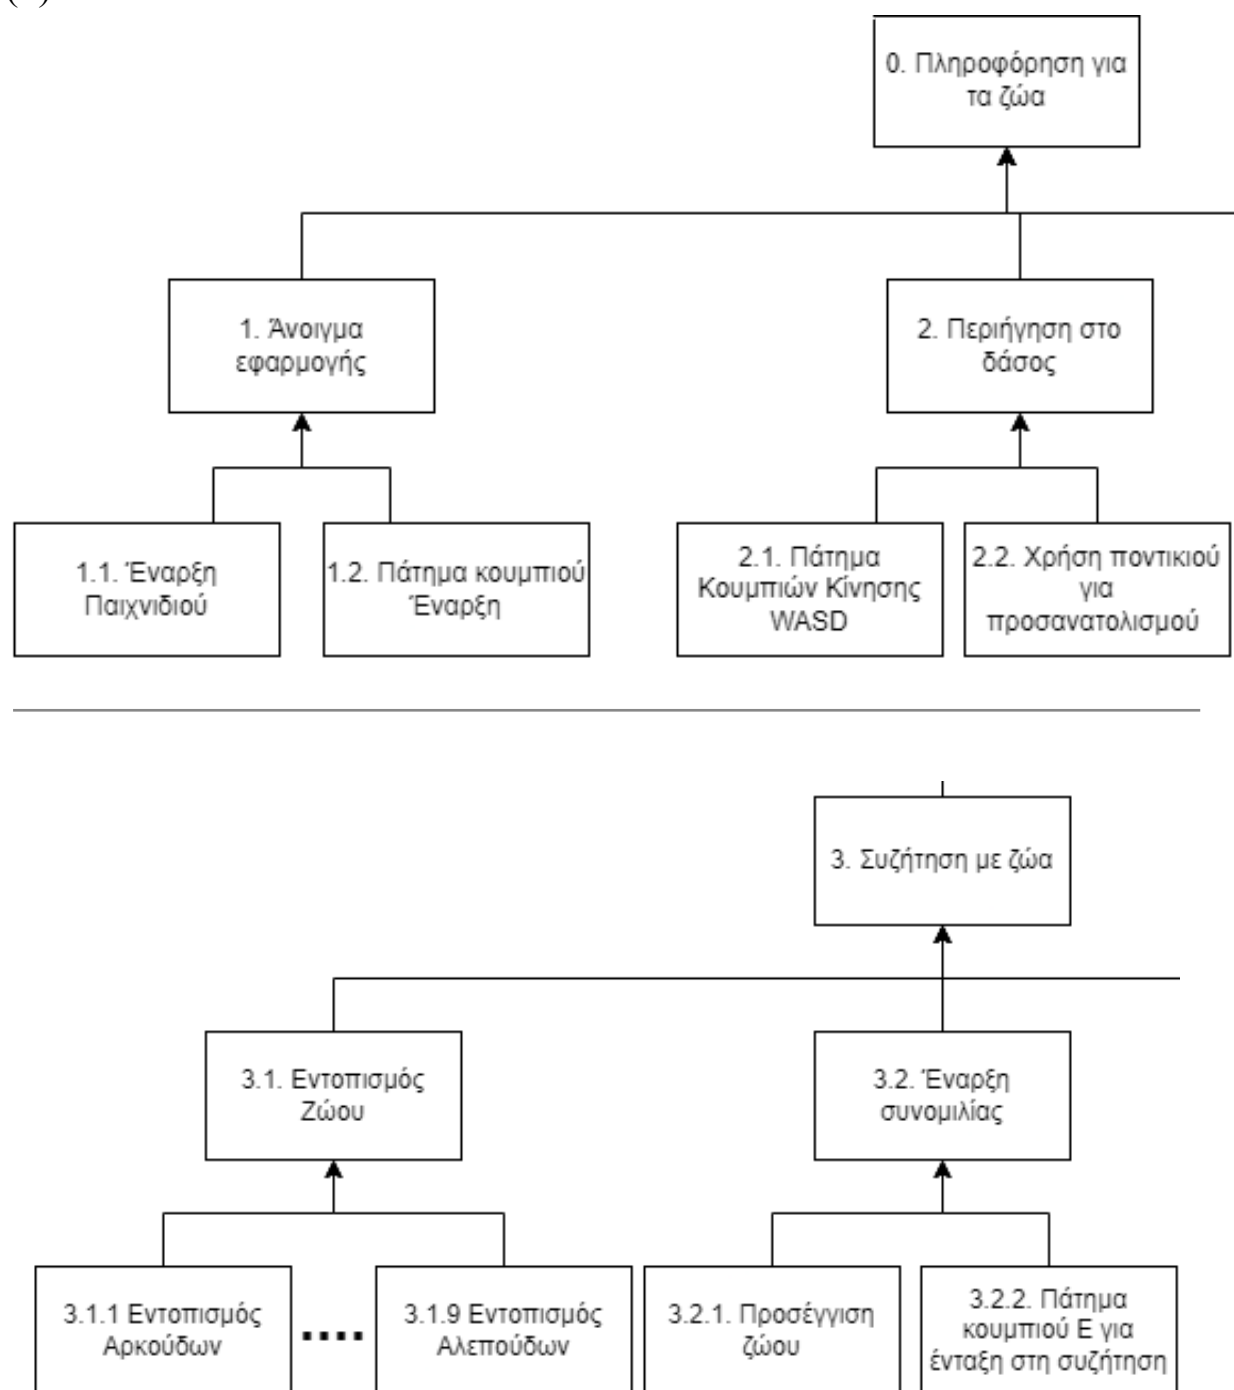 0. Πληροφόρηση για
τα ζώα
1. Άνοιγμα
εφαρμογής
2. Περιήγηση στο
δάσος
1.1. Έναρξη
Παιχνιδιού
1.2. Πάτημα κουμπιού
Έναρξη
2.1. Πάτημα
Κουμπιών Κίνησης
WASD
2.2. Χρήση ποντικιού
για
προσανατολισμού
3. Συζήτηση με ζώα
3.1. Εντοπισμός
Ζώου
3.2. Έναρξη
συνομιλίας
3.1.1 Εντοπισμός
Αρκούδων
....
3.1.9 Εντοπισμός
Αλεπούδων
3.2.1. Προσέγγιση
ζώου
3.2.2. Πάτημα
κουμπιού Ε για
ένταξη στη συζήτηση